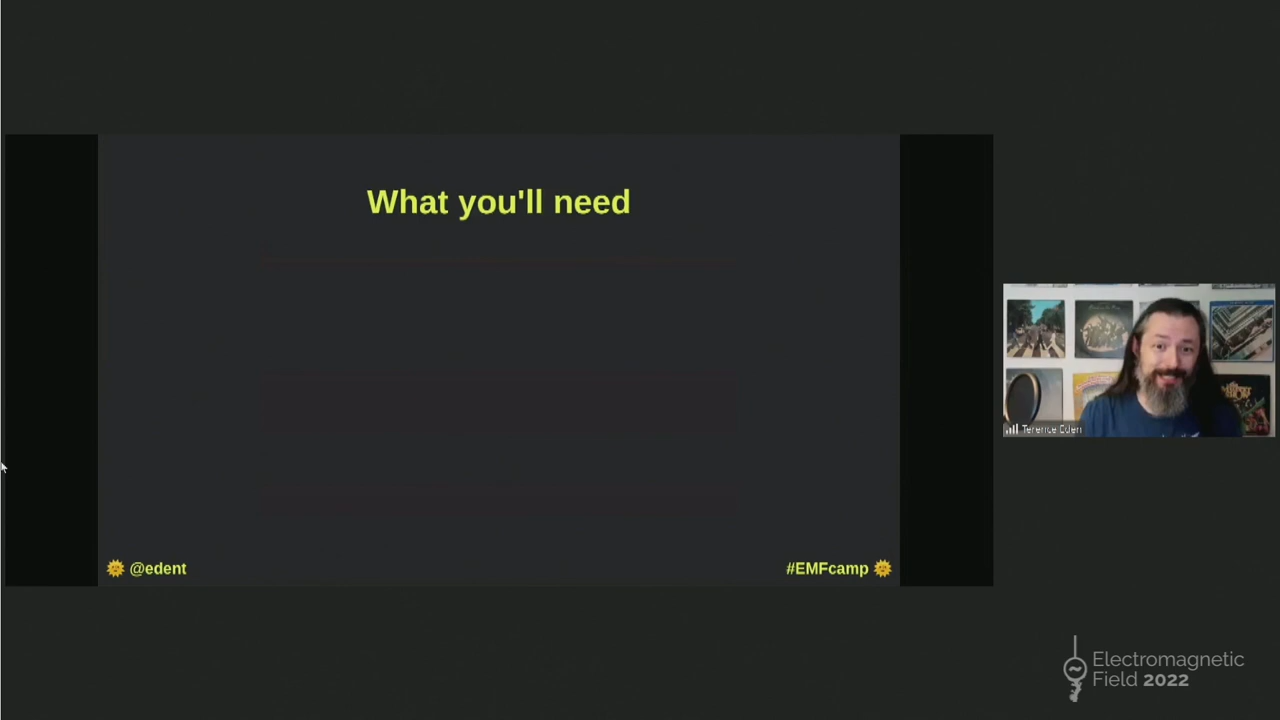 What you'll need
@edent
#EMFcamp
Terence Eden
Electromagnetic
Field 2022